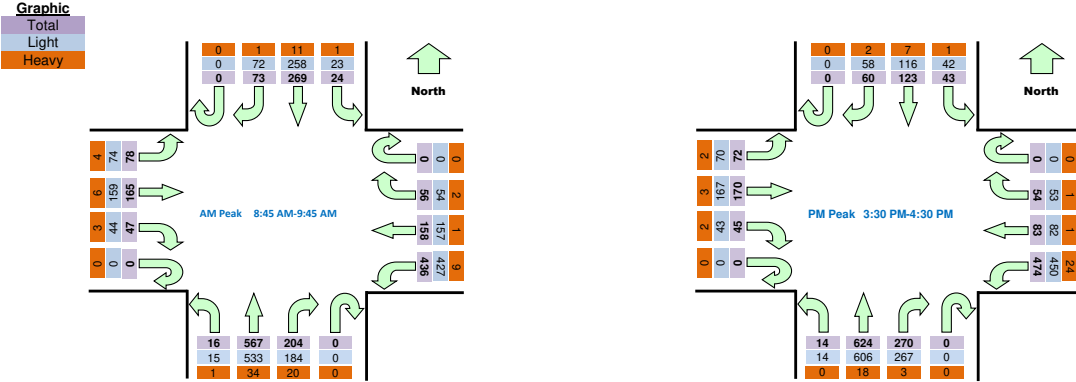 Graphic
Total
Light
Heavy
0 1 11 1
0 72 258 23
0 73 269 24
North
4 74 78
6 159 165
3 44 47
0 0 0
AM Peak 8:45 AM-9:45 AM
0 0 0
56 54 2
158 157 1
436 427 9
16 567 204 0
15 533 184 0
1 34 20 0
0 2 7 1
0 58 116 42
0 60 123 43
North
2 70 72
3 167 170
2 43 45
0 0 0
PM Peak 3:30 PM-4:30 PM
0 0 0
54 53 1
83 82 1
474 450 24
14 624 270 0
14 606 267 0
0 18 3 0